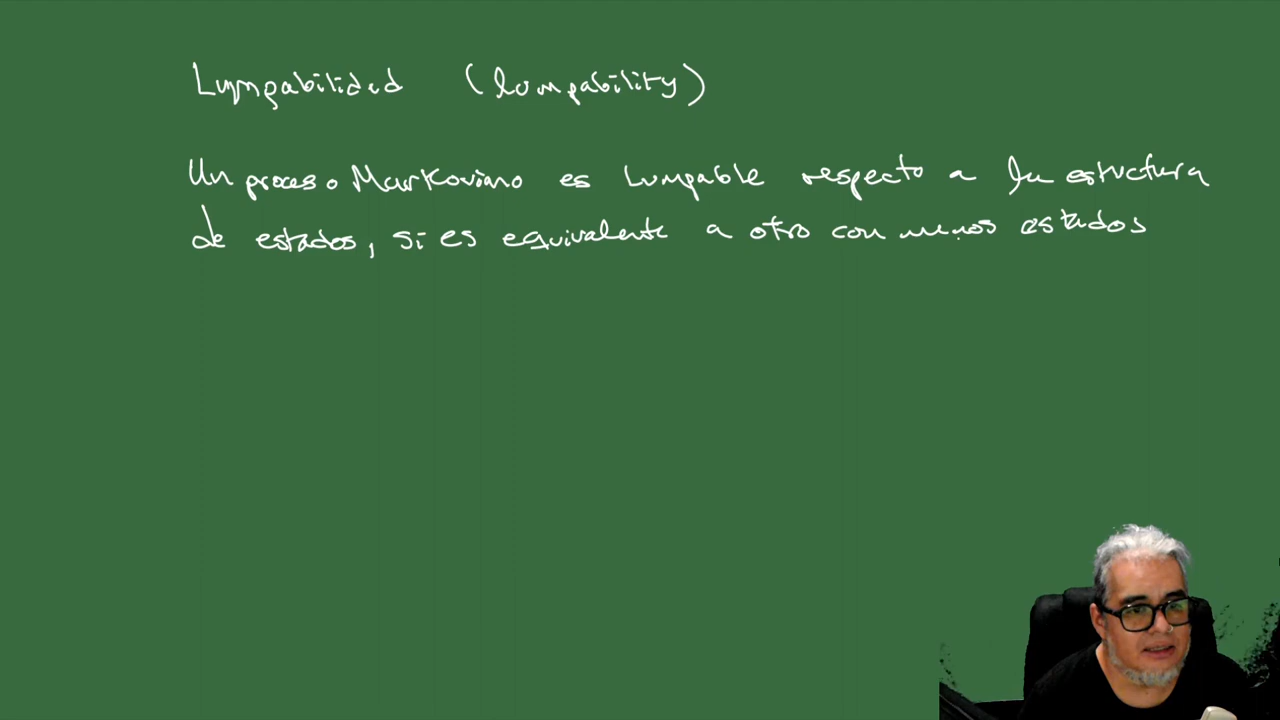 Lumpabilidad (lumpability)
Un proceso Markoviano es lumpable respecto a la estructura
de estados, si es equivalente a otro con menos estados